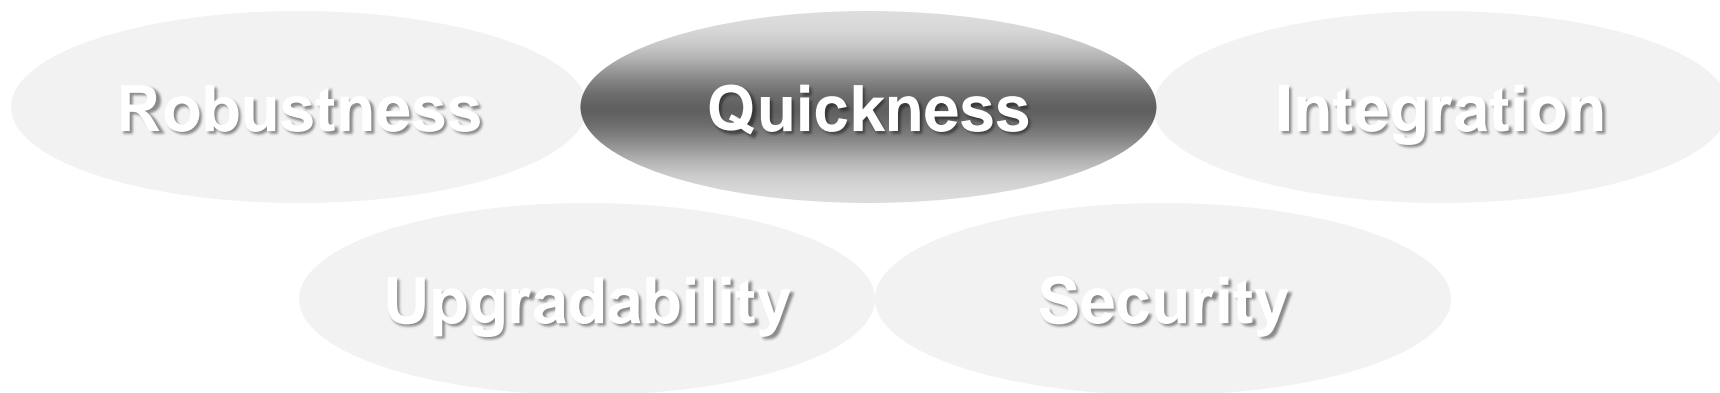 Robustness
Quickness
Integration
Upgradability
Security